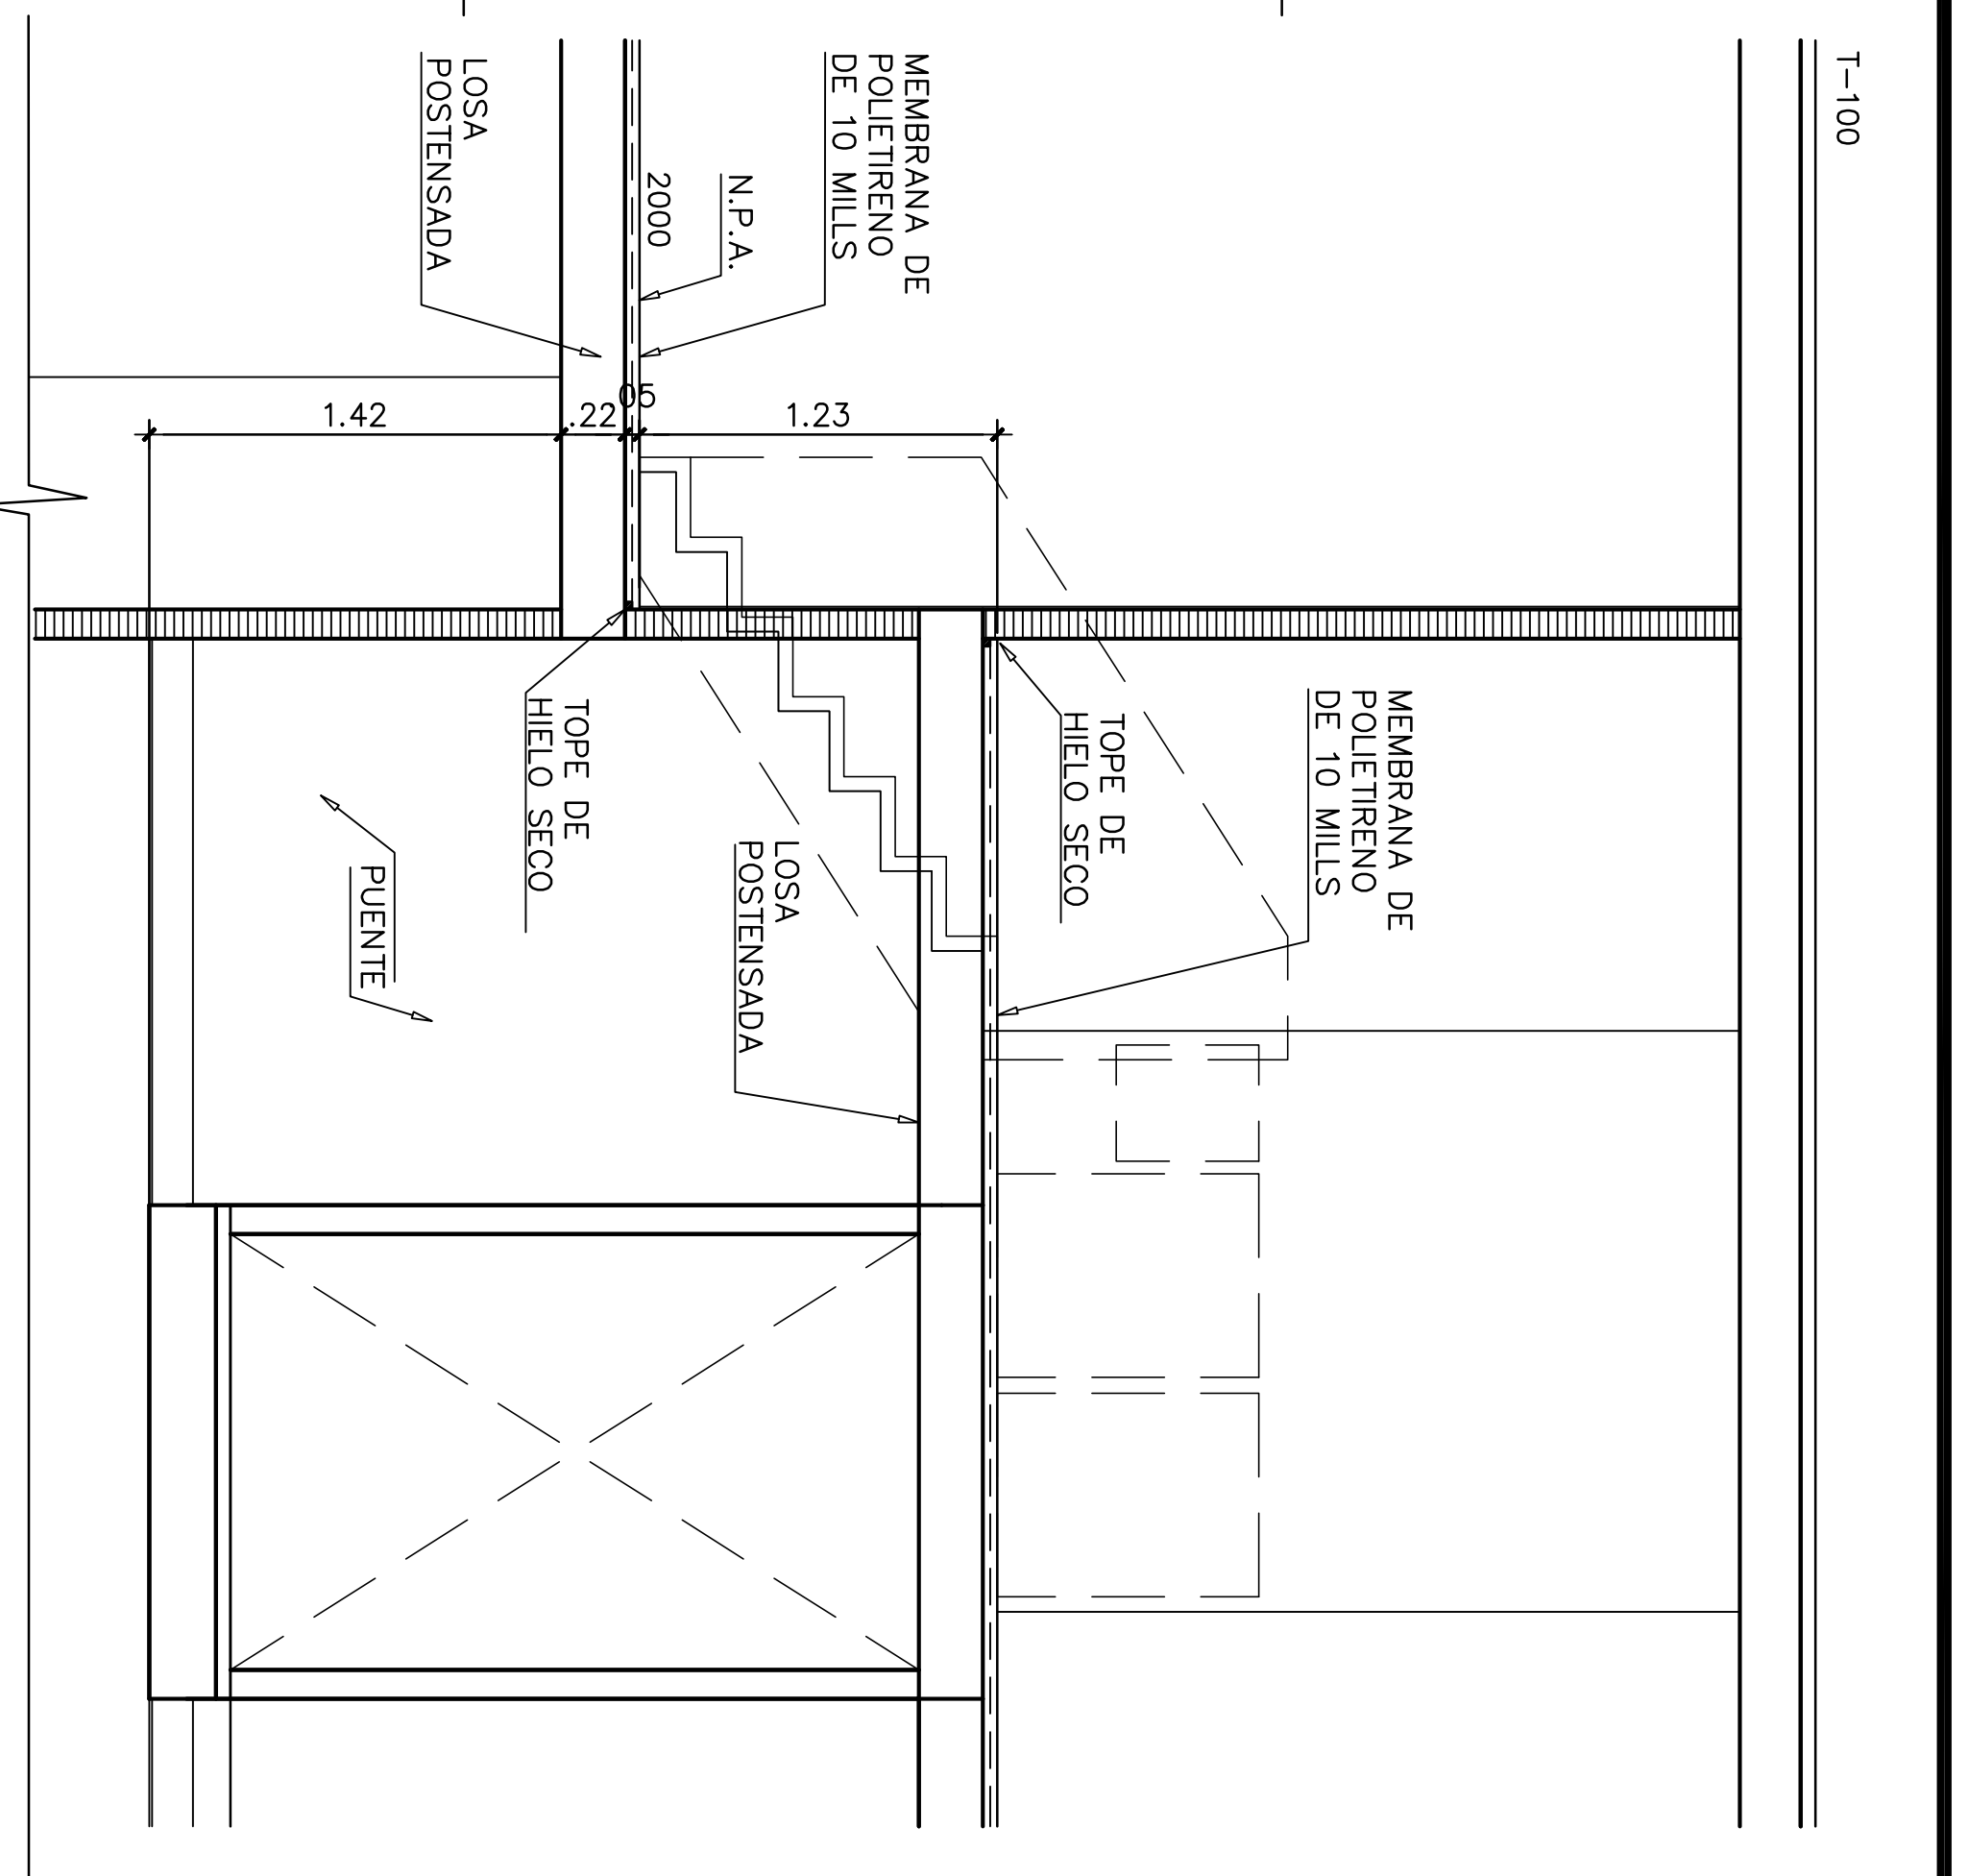 T-100
MEMBRANA DE
POLIETIRENO
DE 10 MILLS
N.P.A.
2000
LOSA
POSTENSADA
1.42
.22
.05
1.23
MEMBRANA DE
POLIETIRENO
DE 10 MILLS
TOPE DE
HIELO SECO
LOSA
POSTENSADA
TOPE DE
HIELO SECO
PUENTE